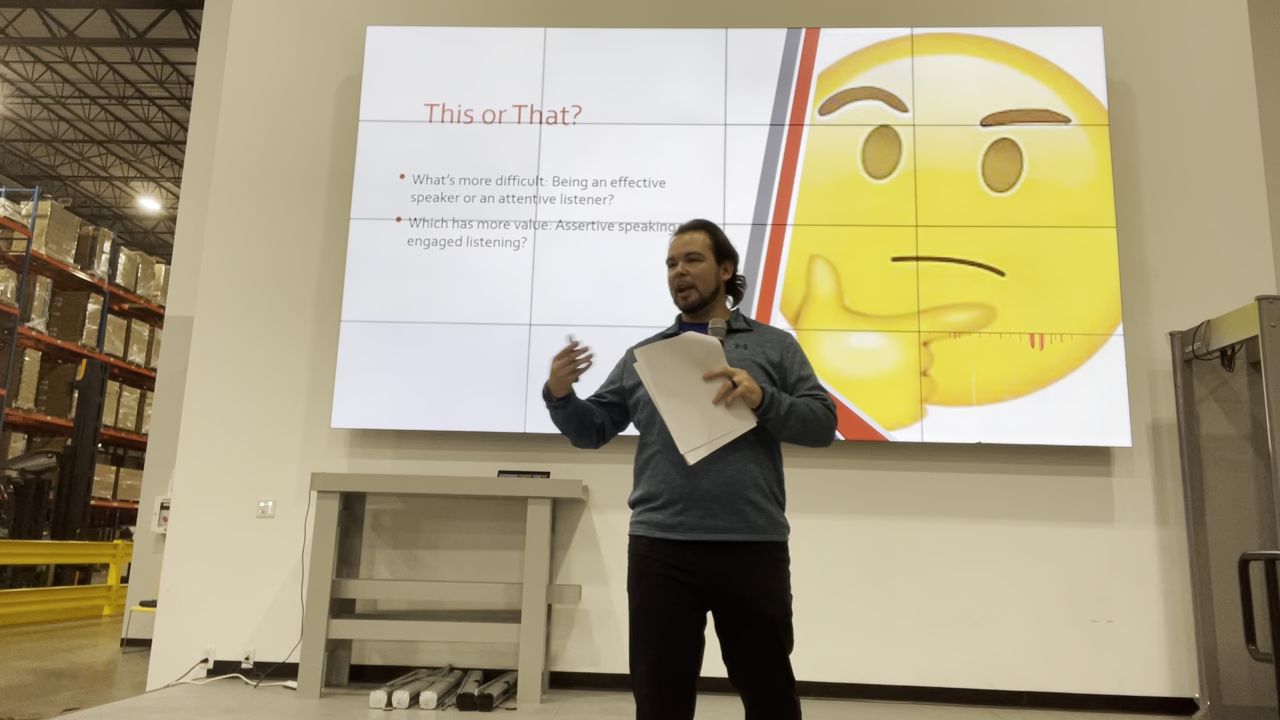 This or That?
What's more difficult: Being an effective
speaker or an attentive listener?
Which has more value: Assertive speaking
engaged listening?